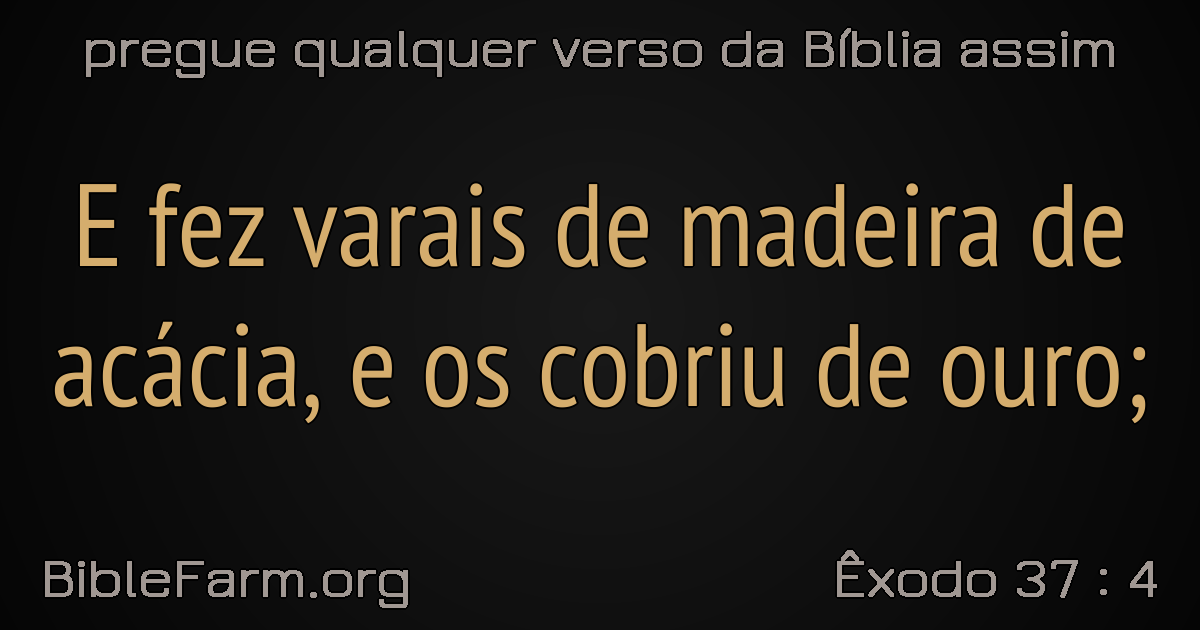 pregue qualquer verso da Bíblia assim
E fez varais de madeira de
acácia, e os cobriu de ouro;
BibleFarm.org
Êxodo 37 : 4